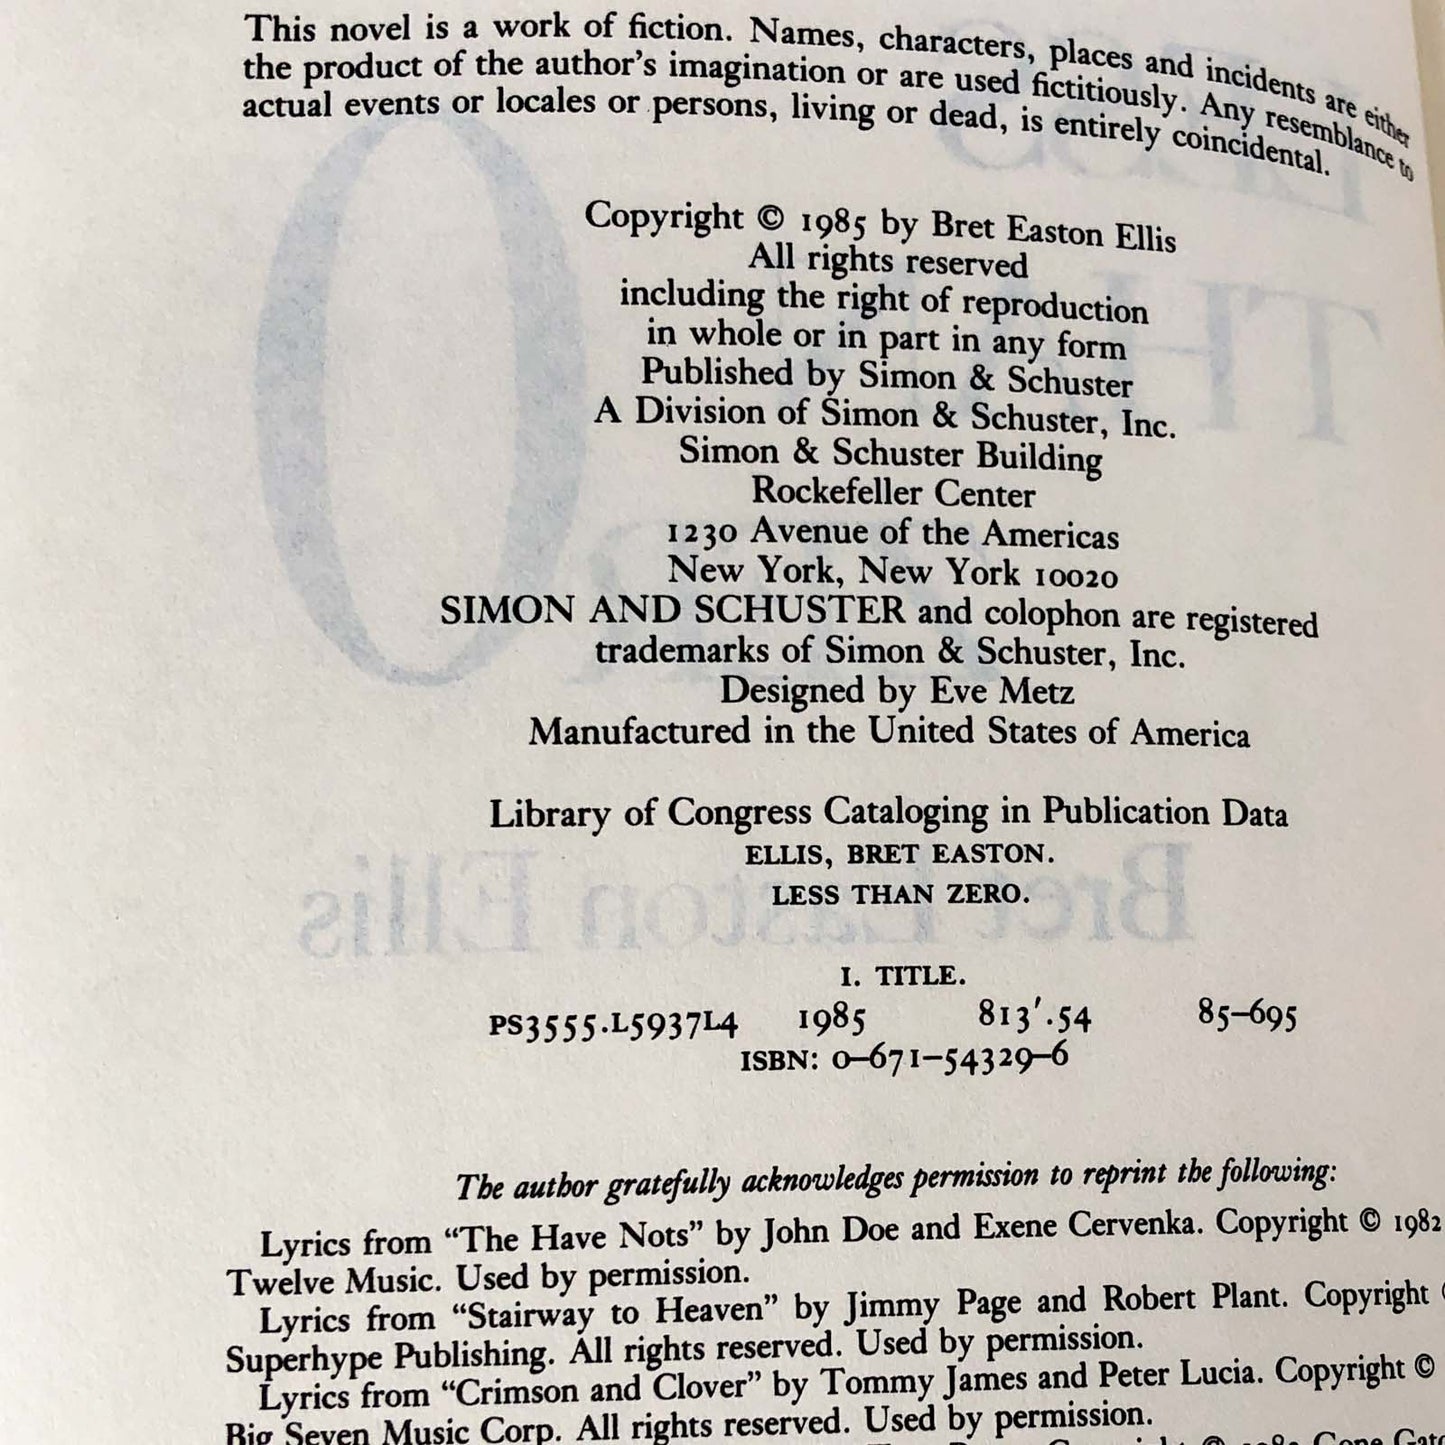 This novel is a work of fiction. Names, characters, places and incidents are either
the product of the author's imagination or are used fictitiously. Any resemblance to
actual events or locales or persons, living or dead, is entirely coincidental.
Copyright © 1985 by Bret Easton Ellis
All rights reserved
including the right of reproduction
in whole or in part in any form
Published by Simon & Schuster
A Division of Simon & Schuster, Inc.
Simon & Schuster Building
Rockefeller Center
1230 Avenue of the Americas
New York, New York 10020
SIMON AND SCHUSTER and colophon are registered
trademarks of Simon & Schuster, Inc.
Designed by Eve Metz
Manufactured in the United States of America
Library of Congress Cataloging in Publication Data
ELLIS, BRET EASTON.
LESS THAN ZERO.
I. TITLE.
PS3555.L5937L4 1985 813'.54 85–695
ISBN: 0–671–54329–6
The author gratefully acknowledges permission to reprint the following:
Lyrics from “The Have Nots” by John Doe and Exene Cervenka. Copyright © 1982
Twelve Music. Used by permission.
Lyrics from “Stairway to Heaven” by Jimmy Page and Robert Plant. Copyright
Superhype Publishing. All rights reserved. Used by permission.
Lyrics from “Crimson and Clover” by Tommy James and Peter Lucia. Copyright ©
Big Seven Music Corp. All rights reserved. Used by permission.